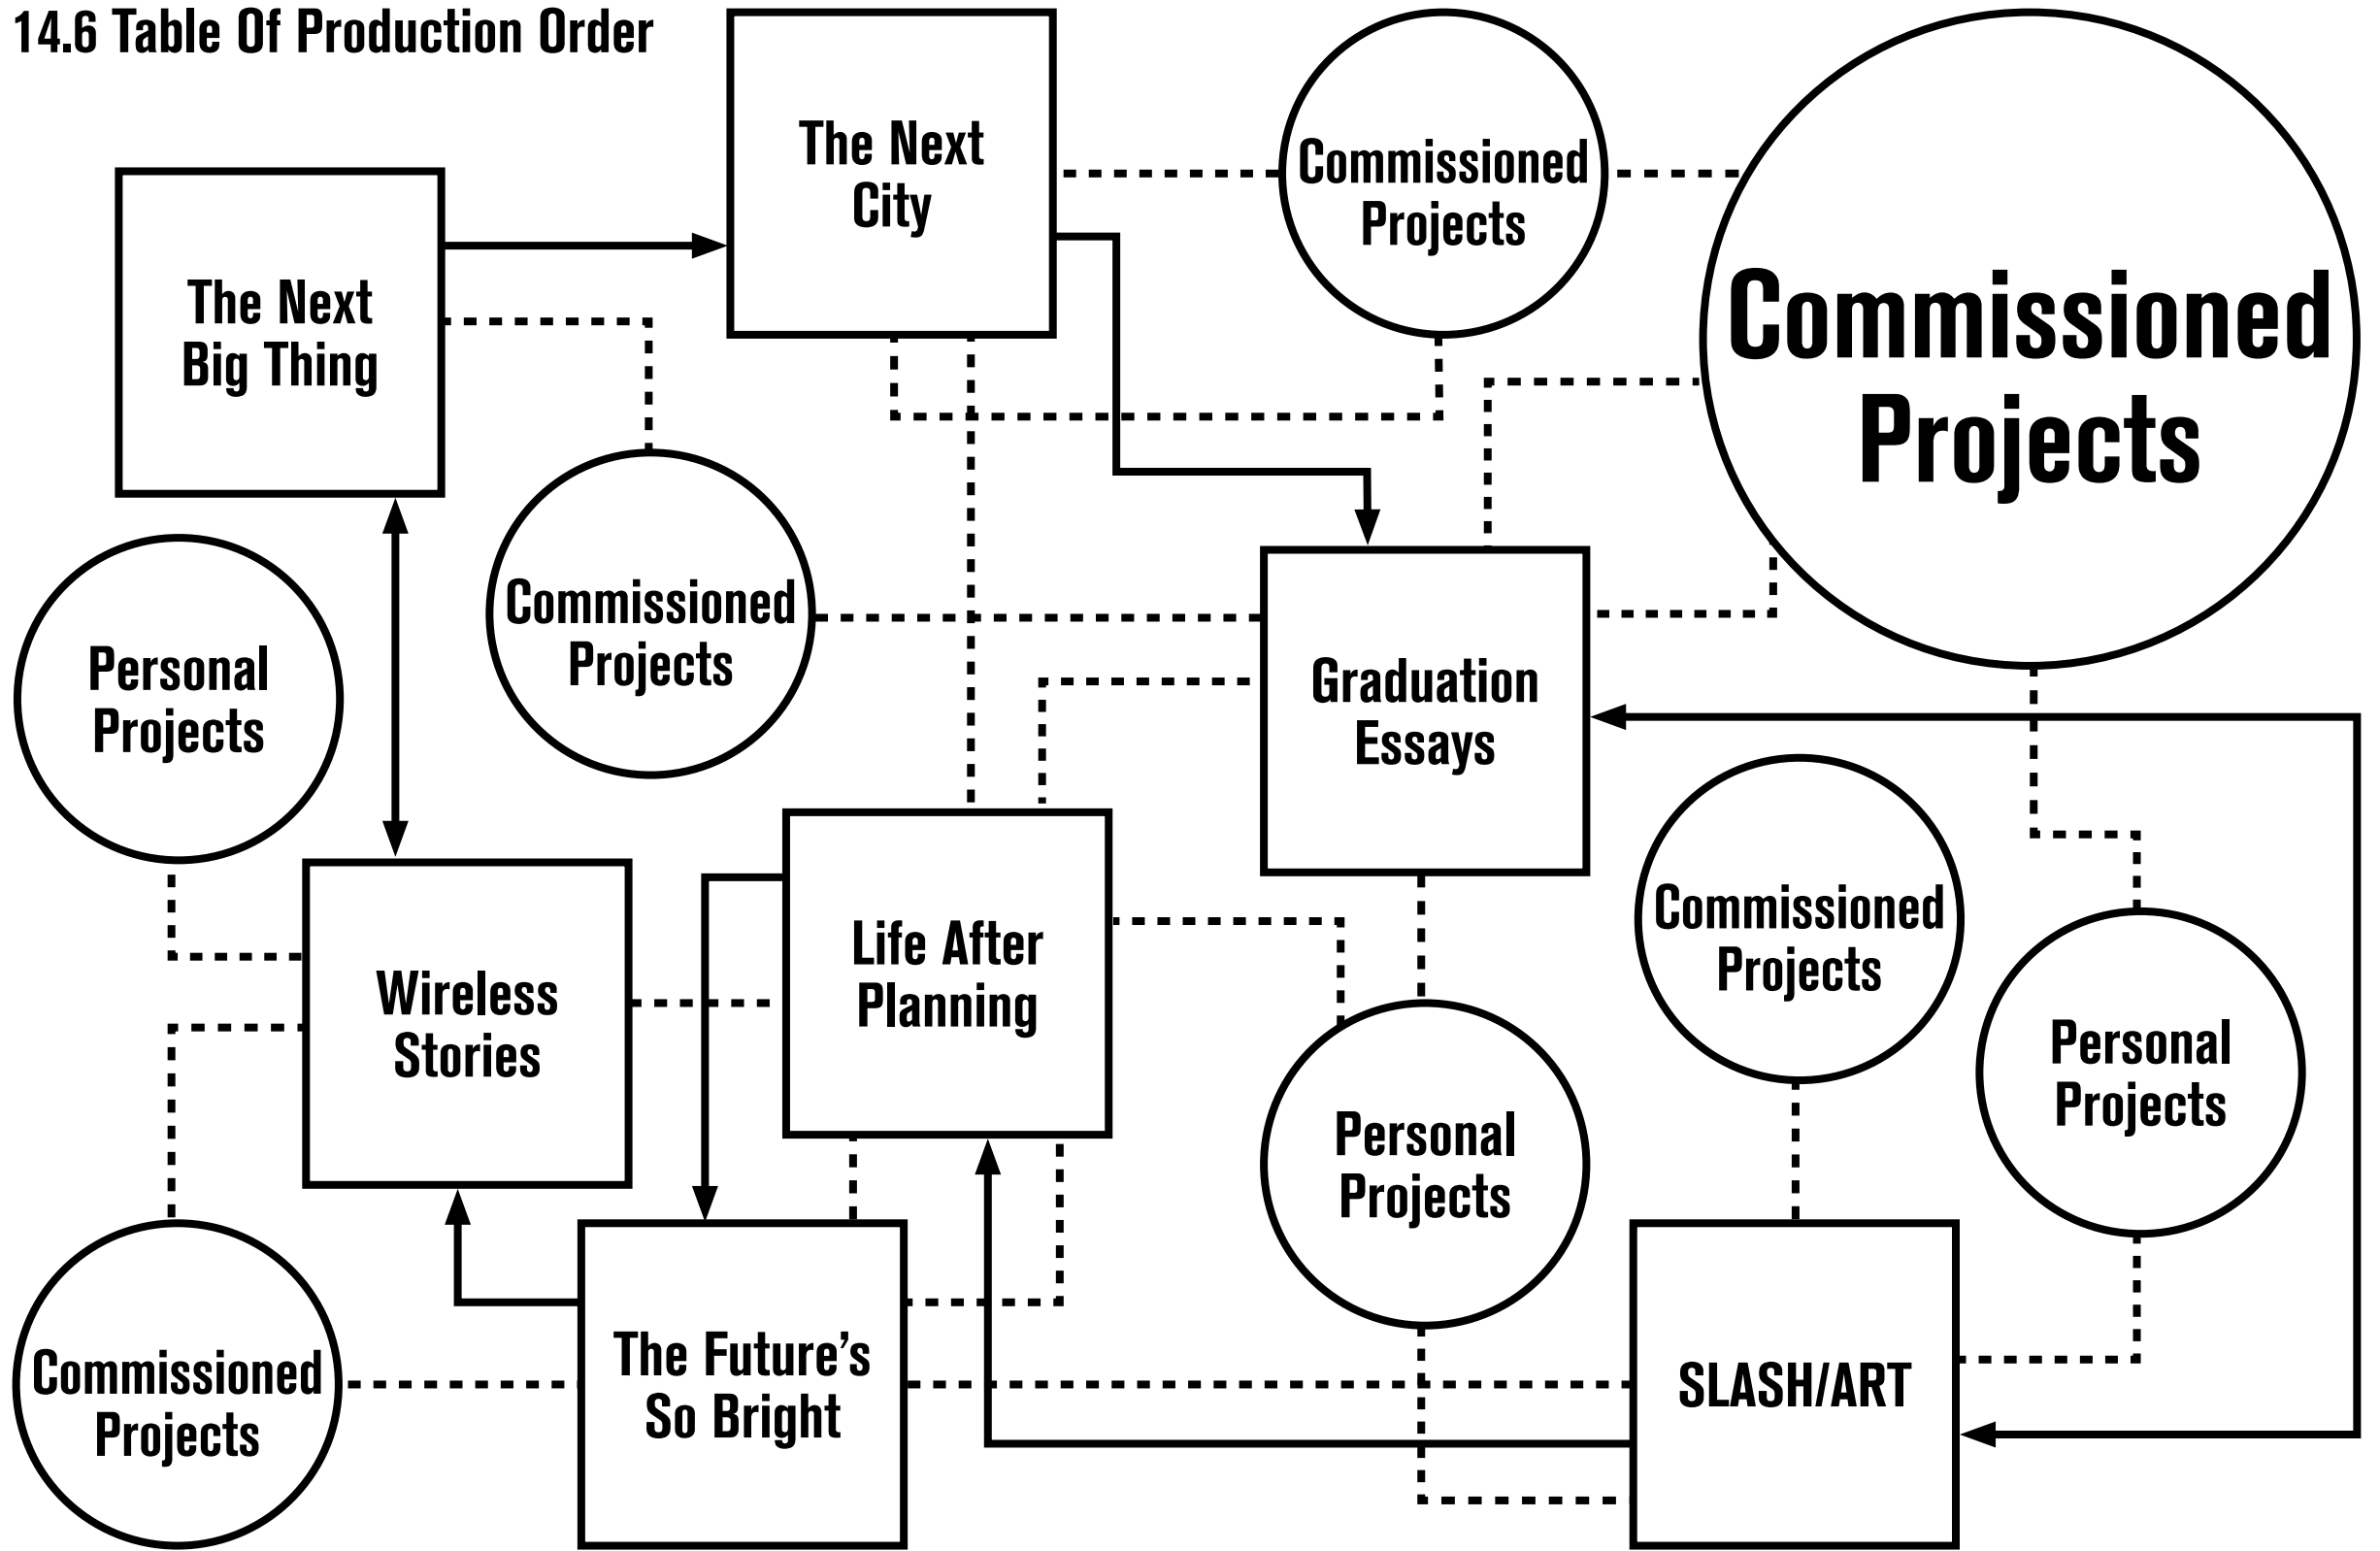 14.6 Table Of Production Order
The Next
City
Commissioned
Projects
Commissioned
Projects
The Next
Big Thing
Commissioned
Projects
Personal
Projects
Graduation
Essays
Commissioned
Projects
Life After
Planning
Wireless
Stories
Personal
Projects
Personal
Projects
The Future's
So Bright
Commissioned
Projects
SLASH/ART